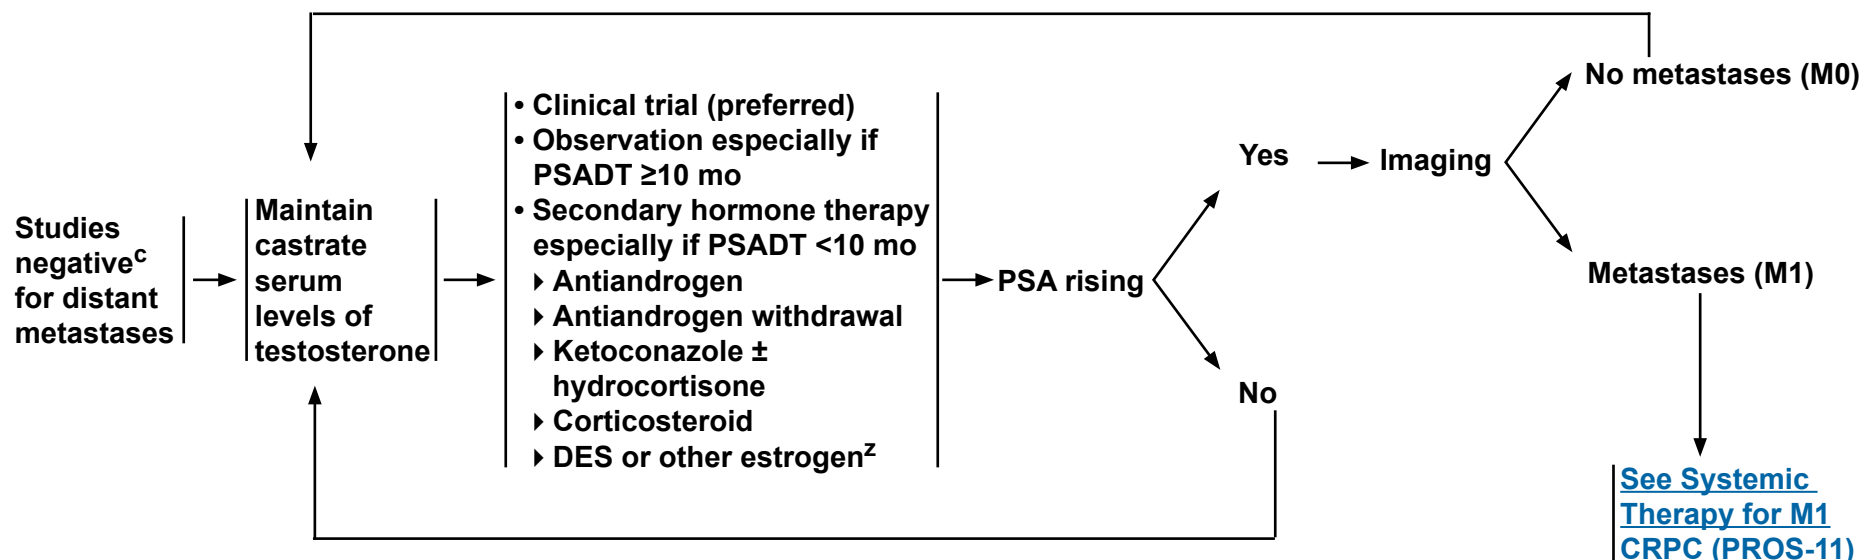 Studies
negativeᶜ
for distant
metastases
Maintain
castrate
serum
levels of
testosterone
• Clinical trial (preferred)
• Observation especially if
PSADT ≥10 mo
• Secondary hormone therapy
especially if PSADT <10 mo
‣ Antiandrogen
‣ Antiandrogen withdrawal
‣ Ketoconazole ±
hydrocortisone
‣ Corticosteroid
‣ DES or other estrogenᶻ
PSA rising
Yes
No
Imaging
No metastases (M0)
Metastases (M1)
See Systemic
Therapy for M1
CRPC (PROS-11)